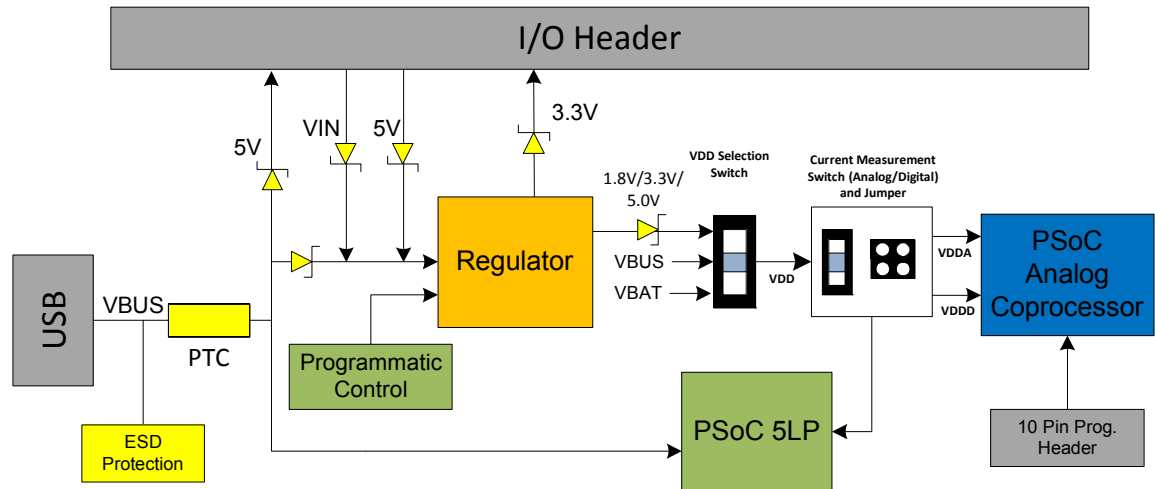 I/O Header
5V
VIN
5V
3.3V
VDD Selection
Switch
Current Measurement
Switch (Analog/Digital)
and Jumper
1.8V/3.3V/
5.0V
Regulator
VBUS
VBAT
VDD
VDDA
VDDD
PSoC
Analog
Coprocessor
USB
VBUS
PTC
Programmatic
Control
ESD
Protection
PSoC 5LP
10 Pin Prog.
Header